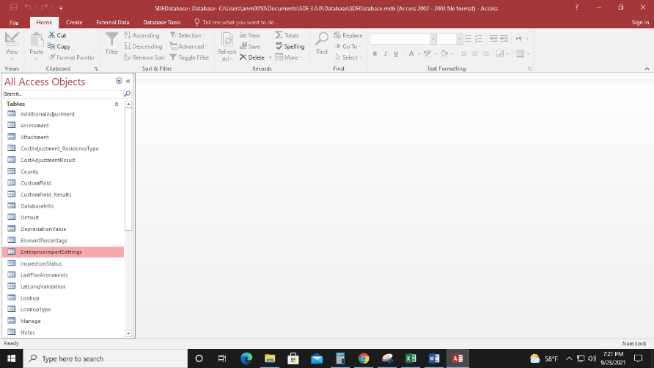 SDEDatabase : Database- C:\Users\
\Documents\SDE 3.0\Database\SDEDatabase.mdb (Access 2002 - 2003 file format) - Access
File Home Create External Data Database Tools Tell me what you want to do... Sign in
View
Views
Paste
Cut
Copy
Format Painter
Clipboard
Filter
Ascending
Descending
Remove Sort
Selection
Advanced
Toggle Filter
Sort & Filter
Refresh All
New
Save
Delete
Totals
Spelling
More
Records
Find
Replace
Go To
Select
Find
B I U A
Text Formatting
All Access Objects
Search...
Tables
AdditionalAdjustment
Assessment
Attachment
CostAdjustment_ResidenceType
CostAdjustmentResult
County
CustomField
CustomField_Results
DatabaseInfo
Default
DepreciationValue
ElementPercentage
EnterpriseImportSettings
InspectionStatus
LastFiveAssessments
LatLongValidation
Lookup
LookupType
Manage
Notes
Ready
Num Lock
Type here to search
58°F
7:21 PM
9/23/2021